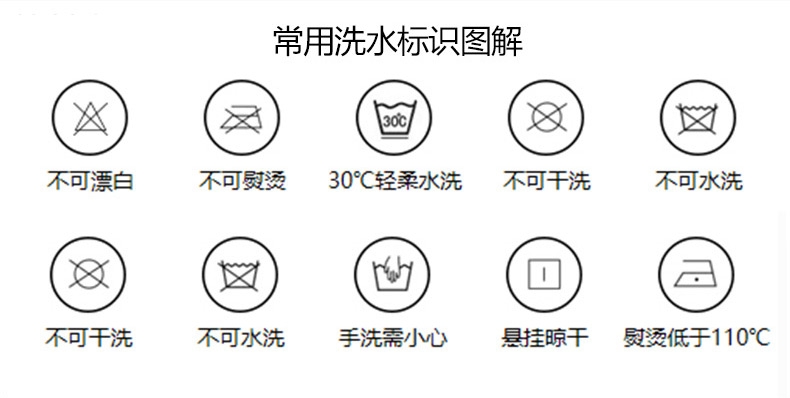 常用洗水标识图解
30℃
不可漂白 不可熨烫 30℃轻柔水洗 不可干洗 不可水洗
不可干洗 不可水洗 手洗需小心 悬挂晾干 熨烫低于110℃